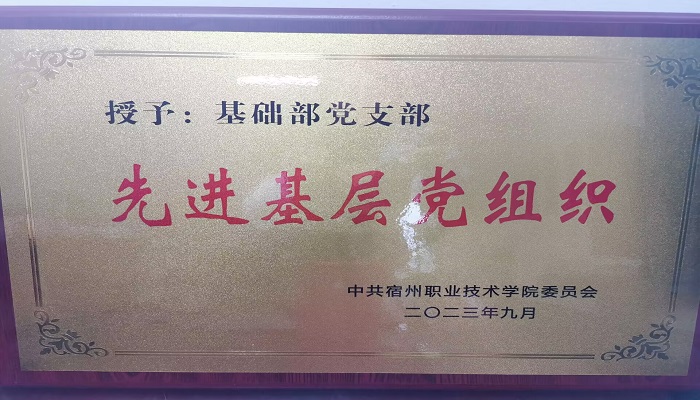 授予：基础部党支部
先进基层党组织
中共宿州职业技术学院委员会
二〇二三年九月